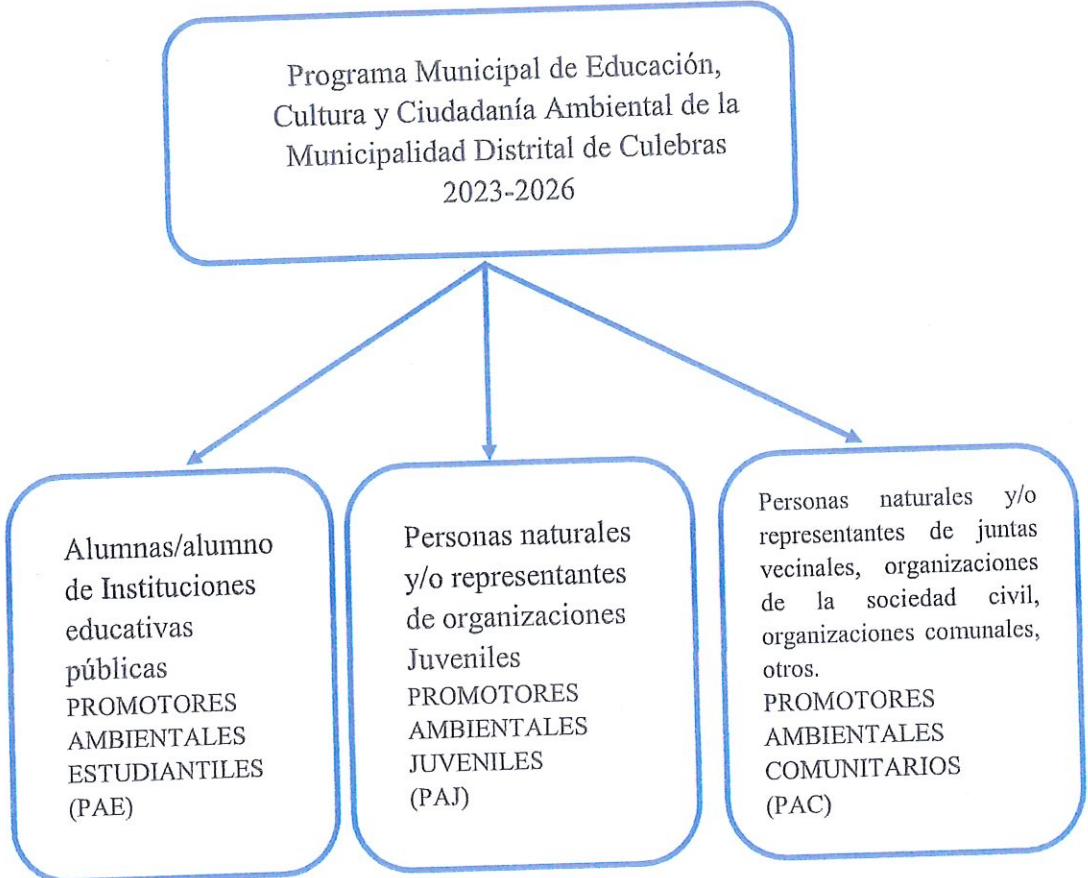 Programa Municipal de Educación,
Cultura y Ciudadanía Ambiental de la
Municipalidad Distrital de Culebras
2023-2026
Alumnas/alumno
de Instituciones
educativas
públicas
PROMOTORES
AMBIENTALES
ESTUDIANTILES
(PAE)
Personas naturales
y/o representantes
de organizaciones
Juveniles
PROMOTORES
AMBIENTALES
JUVENILES
(PAJ)
Personas naturales y/o
representantes de juntas
vecinales, organizaciones
de la sociedad civil,
organizaciones comunales,
otros.
PROMOTORES
AMBIENTALES
COMUNITARIOS
(PAC)